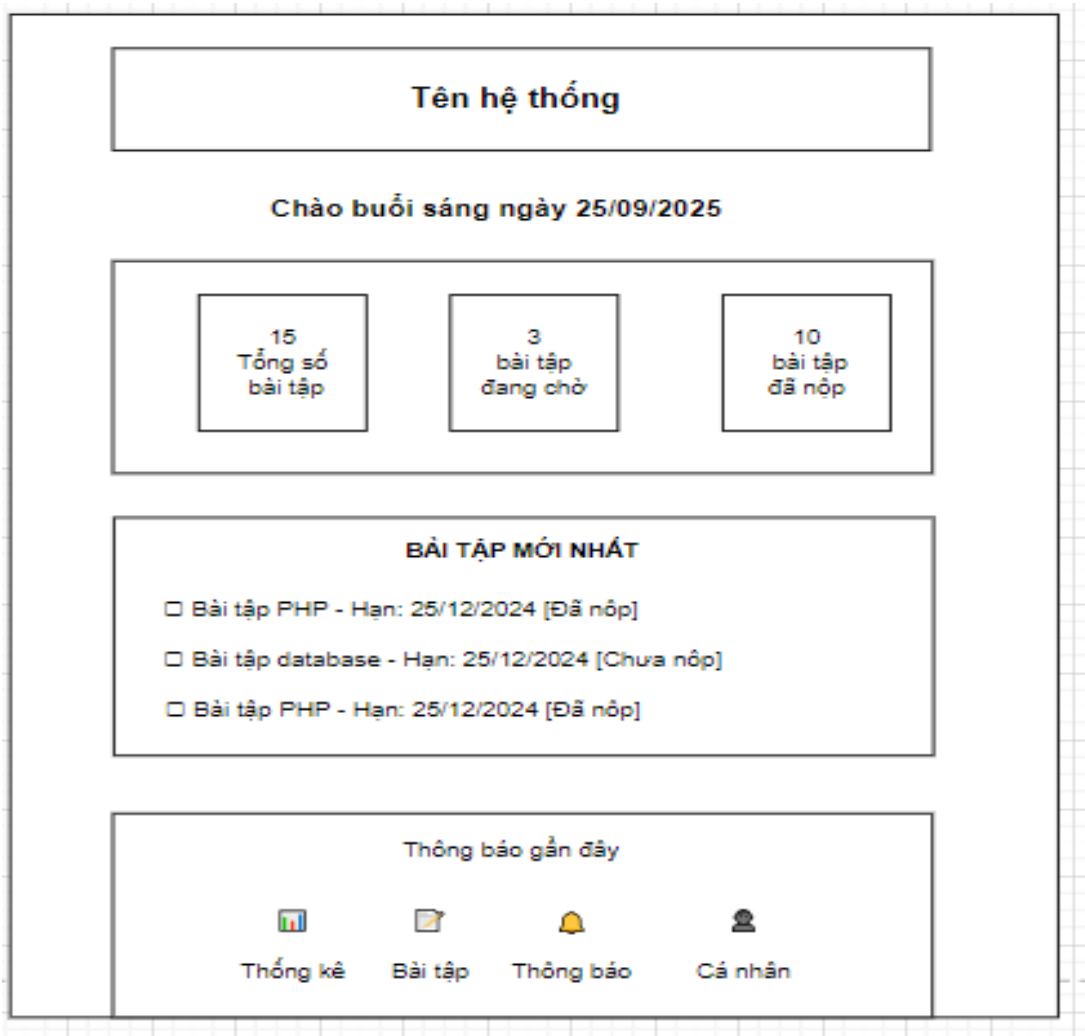 Tên hệ thống
Chào buổi sáng ngày 25/09/2025
15
Tổng số
bài tập
3
bài tập
đang chờ
10
bài tập
đã nộp
BÀI TẬP MỚI NHẤT
☐ Bài tập PHP - Hạn: 25/12/2024 [Đã nôp]
☐ Bài tập database - Hạn: 25/12/2024 [Chưa nôp]
☐ Bài tập PHP - Hạn: 25/12/2024 [Đã nôp]
Thông báo gần đây
Thống kê Bài tập Thông báo Cá nhân